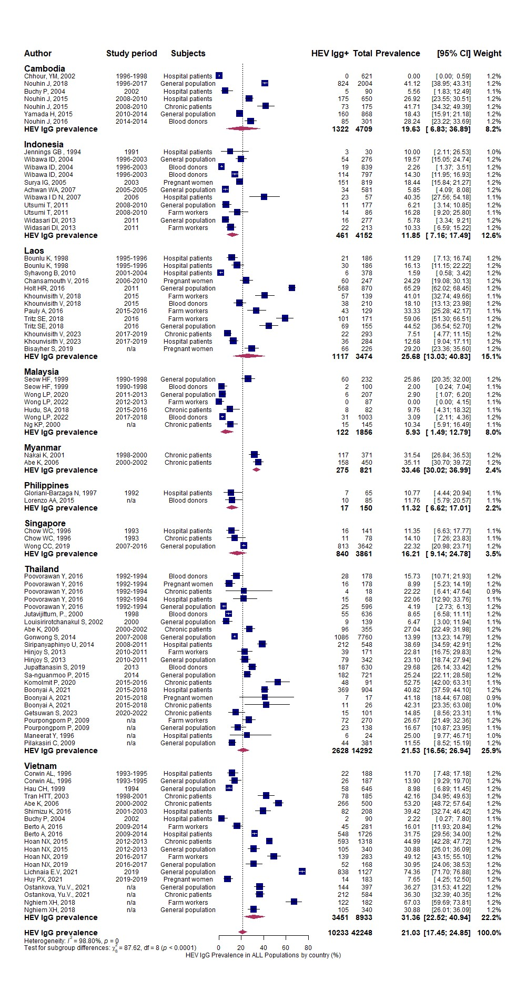 Author Study period Subjects HEV Igg+ Total Prevalence [95% CI] Weight
Cambodia
Chhour, YM, 2002 1996-1998 Hospital patients 0 621 0.00 [ 0.00; 0.59] 1.2%
Nouhin J, 2018 1996-2017 General population 824 2004 41.12 [38.95; 43.31] 1.2%
Buchy P, 2004 2002 Hospital patients 5 90 5.56 [ 1.83; 12.49] 1.1%
Nouhin J, 2015 2008-2010 Hospital patients 175 650 26.92 [23.55; 30.51] 1.2%
Nouhin J, 2015 2008-2010 Chronic patients 73 175 41.71 [34.32; 49.39] 1.2%
Yamada H, 2015 2010-2014 General population 160 868 18.43 [15.91; 21.18] 1.2%
Nouhin J, 2016 2014-2014 Blood donors 85 301 28.24 [23.22; 33.69] 1.2%
HEV IgG prevalence 1322 4709 19.63 [ 6.83; 36.89] 8.2%
Indonesia
Jennings GB , 1994 1991 Hospital patients 3 30 10.00 [ 2.11; 26.53] 1.0%
Wibawa ID, 2004 1996-2003 General population 54 276 19.57 [15.05; 24.74] 1.2%
Wibawa ID, 2004 1996-2003 Blood donors 19 839 2.26 [ 1.37; 3.51] 1.2%
Wibawa ID, 2004 1996-2003 Blood donors 114 797 14.30 [11.95; 16.93] 1.2%
Surya IG, 2005 2003 Pregnant women 151 819 18.44 [15.84; 21.27] 1.2%
Achwan WA, 2007 2005-2005 General population 34 581 5.85 [ 4.09; 8.08] 1.2%
Wibawa I D N, 2007 2006 Hospital patients 23 57 40.35 [27.56; 54.18] 1.1%
Utsumi T, 2011 2008-2010 General population 11 177 6.21 [ 3.14; 10.85] 1.2%
Utsumi T, 2011 2008-2010 Farm workers 14 86 16.28 [ 9.20; 25.80] 1.1%
Widasari DI, 2013 2011 General population 16 277 5.78 [ 3.34; 9.21] 1.2%
Widasari DI, 2013 2011 Farm workers 22 213 10.33 [ 6.59; 15.22] 1.2%
HEV IgG prevalence 461 4152 11.85 [ 7.16; 17.49] 12.6%
Laos
Bounlu K, 1998 1995-1996 Hospital patients 21 186 11.29 [ 7.13; 16.74] 1.2%
Bounlu K, 1998 1995-1996 Hospital patients 30 186 16.13 [11.15; 22.22] 1.2%
Syhavong B, 2010 2001-2004 Hospital patients 6 378 1.59 [ 0.58; 3.42] 1.2%
Chansamouth V, 2016 2006-2010 Pregnant women 60 247 24.29 [19.08; 30.13] 1.2%
Holt HR, 2016 2011 General population 568 870 65.29 [62.02; 68.45] 1.2%
Khounvisith V, 2018 2015 Farm workers 57 139 41.01 [32.74; 49.66] 1.2%
Khounvisith V, 2018 2015 Blood donors 38 210 18.10 [13.13; 23.98] 1.2%
Pauly A, 2016 2015-2016 Farm workers 43 129 33.33 [25.28; 42.17] 1.1%
Tritz SE, 2018 2016 Farm workers 101 171 59.06 [51.30; 66.51] 1.2%
Tritz SE, 2018 2016 General population 69 155 44.52 [36.54; 52.70] 1.2%
Khounvisith V, 2023 2017-2019 Chronic patients 22 293 7.51 [ 4.77; 11.15] 1.2%
Khounvisith V, 2023 2017-2019 Hospital patients 36 284 12.68 [ 9.04; 17.11] 1.2%
Bisayher S, 2019 n/a Pregnant women 66 226 29.20 [23.36; 35.60] 1.2%
HEV IgG prevalence 1117 3474 25.68 [13.03; 40.83] 15.1%
Malaysia
Seow HF, 1999 1990-1998 General population 60 232 25.86 [20.35; 32.00] 1.2%
Seow HF, 1999 1990-1998 Blood donors 2 100 2.00 [ 0.24; 7.04] 1.1%
Wong LP, 2020 2011-2013 General population 6 207 2.90 [ 1.07; 6.20] 1.2%
Wong LP, 2022 2012-2013 Farm workers 0 87 0.00 [ 0.00; 4.15] 1.1%
Hudu, SA, 2018 2015-2016 Chronic patients 8 82 9.76 [ 4.31; 18.32] 1.1%
Wong LP, 2022 2017-2018 Blood donors 31 1003 3.09 [ 2.11; 4.36] 1.2%
Ng KP, 2000 n/a Chronic patients 15 145 10.34 [ 5.91; 16.49] 1.1%
HEV IgG prevalence 122 1856 5.93 [ 1.49; 12.79] 8.0%
Myanmar
Nakai K, 2001 1998-2000 Chronic patients 117 371 31.54 [26.84; 36.53] 1.2%
Abe K, 2006 2000-2002 Chronic patients 158 450 35.11 [30.70; 39.72] 1.2%
HEV IgG prevalence 275 821 33.46 [30.02; 36.99] 2.4%
Philippines
Gloriani-Barzaga N, 1997 1992 Hospital patients 7 65 10.77 [ 4.44; 20.94] 1.1%
Lorenzo AA, 2015 n/a Blood donors 10 85 11.76 [ 5.79; 20.57] 1.1%
HEV IgG prevalence 17 150 11.32 [ 6.62; 17.01] 2.2%
Singapore
Chow WC, 1996 1993 Hospital patients 16 141 11.35 [ 6.63; 17.77] 1.1%
Chow WC, 1996 1993 Chronic patients 11 78 14.10 [ 7.26; 23.83] 1.1%
Wong CC, 2019 2007-2016 General population 813 3642 22.32 [20.98; 23.71] 1.2%
HEV IgG prevalence 840 3861 16.21 [ 9.14; 24.78] 3.5%
Thailand
Poovorawan Y, 2016 1992-1994 Blood donors 28 178 15.73 [10.71; 21.93] 1.2%
Poovorawan Y, 2016 1992-1994 Pregnant women 16 178 8.99 [ 5.23; 14.19] 1.2%
Poovorawan Y, 2016 1992-1994 Chronic patients 4 18 22.22 [ 6.41; 47.64] 0.9%
Poovorawan Y, 2016 1992-1994 Hospital patients 15 68 22.06 [12.90; 33.76] 1.1%
Poovorawan Y, 2016 1992-1994 General population 25 596 4.19 [ 2.73; 6.13] 1.2%
Jutavijittum, P., 2000 1998 Blood donors 55 636 8.65 [ 6.58; 11.11] 1.2%
Louisirirotchanakul S, 2002 2000 General population 9 139 6.47 [ 3.00; 11.94] 1.2%
Abe K, 2006 2000-2002 Chronic patients 96 355 27.04 [22.49; 31.98] 1.2%
Gonwong S, 2014 2007-2008 General population 1086 7760 13.99 [13.23; 14.79] 1.2%
Siripanyaphinyo U, 2014 2008-2011 Hospital patients 212 548 38.69 [34.59; 42.91] 1.2%
Hinjoy S, 2013 2010-2011 Farm workers 39 171 22.81 [16.75; 29.83] 1.2%
Hinjoy S, 2013 2010-2011 General population 79 342 23.10 [18.74; 27.94] 1.2%
Jupattanasin S, 2019 2013 Blood donors 187 630 29.68 [26.14; 33.42] 1.2%
Sa-nguanmoo P, 2015 2014 General population 182 721 25.24 [22.11; 28.58] 1.2%
Komolmit P, 2020 2015-2016 Chronic patients 48 91 52.75 [42.00; 63.31] 1.1%
Boonyai A, 2021 2015-2018 Hospital patients 369 904 40.82 [37.59; 44.10] 1.2%
Boonyai A, 2021 2015-2018 Pregnant women 7 17 41.18 [18.44; 67.08] 0.9%
Boonyai A, 2021 2015-2018 Chronic patients 11 26 42.31 [23.35; 63.08] 1.0%
Getsuwan S, 2023 2020-2022 Chronic patients 15 101 14.85 [ 8.56; 23.31] 1.1%
Pourpongporn P, 2009 n/a Farm workers 72 270 26.67 [21.49; 32.36] 1.2%
Pourpongporn P, 2009 n/a General population 23 138 16.67 [10.87; 23.95] 1.1%
Maneerat Y, 1996 n/a Hospital patients 6 24 25.00 [ 9.77; 46.71] 1.0%
Pilakasiri C, 2009 n/a General population 44 381 11.55 [ 8.52; 15.19] 1.2%
HEV IgG prevalence 2628 14292 21.53 [16.56; 26.94] 25.9%
Vietnam
Corwin AL, 1996 1993-1995 Hospital patients 22 188 11.70 [ 7.48; 17.18] 1.2%
Corwin AL, 1996 1993-1995 General population 26 187 13.90 [ 9.29; 19.70] 1.2%
Hau CH, 1999 1994 General population 58 646 8.98 [ 6.89; 11.45] 1.2%
Tran HTT, 2003 1998-2001 Chronic patients 78 185 42.16 [34.95; 49.63] 1.2%
Abe K, 2006 2000-2002 Chronic patients 266 500 53.20 [48.72; 57.64] 1.2%
Shimizu K, 2016 2001-2003 Hospital patients 82 208 39.42 [32.74; 46.42] 1.2%
Buchy P, 2004 2002 Hospital patients 2 90 2.22 [ 0.27; 7.80] 1.1%
Berto A, 2016 2009-2014 Farm workers 45 281 16.01 [11.93; 20.84] 1.2%
Berto A, 2016 2009-2014 Hospital patients 548 1726 31.75 [29.56; 34.00] 1.2%
Hoan NX, 2015 2012-2013 Chronic patients 593 1318 44.99 [42.28; 47.72] 1.2%
Hoan NX, 2015 2012-2013 General population 105 340 30.88 [26.01; 36.09] 1.2%
Hoan NX, 2019 2016-2017 Farm workers 139 283 49.12 [43.15; 55.10] 1.2%
Hoan NX, 2019 2016-2017 General population 52 168 30.95 [24.06; 38.53] 1.2%
Lichnaia E.V, 2021 2019 General population 838 1127 74.36 [71.70; 76.88] 1.2%
Huy PX, 2021 2019-2019 Pregnant women 14 183 7.65 [ 4.25; 12.50] 1.2%
Ostankova, Yu.V., 2021 n/a General population 144 397 36.27 [31.53; 41.22] 1.2%
Ostankova, Yu.V., 2021 n/a Chronic patients 212 584 36.30 [32.39; 40.35] 1.2%
Nghiem XH, 2018 n/a Farm workers 122 182 67.03 [59.69; 73.81] 1.2%
Nghiem XH, 2018 n/a General population 105 340 30.88 [26.01; 36.09] 1.2%
HEV IgG prevalence 3451 8933 31.36 [22.52; 40.94] 22.2%
HEV IgG prevalence 10233 42248 21.03 [17.45; 24.85] 100.0%
Heterogeneity: I² = 98.80%, p = 0
Test for subgroup differences: χ²₈ = 87.62, df = 8 (p < 0.0001)
0 20 40 60 80
HEV IgG Prevalence in ALL Populations by country (%)